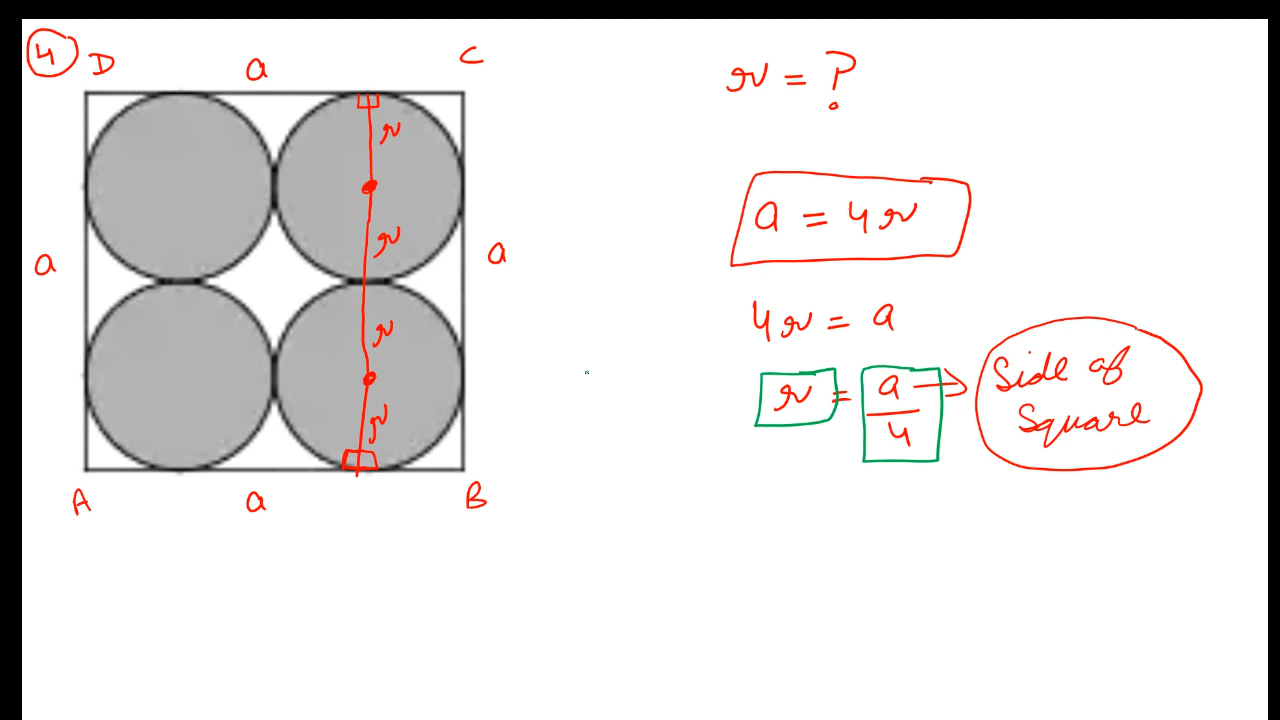 4
D
a
C
r
r
a
a
r
r
A
a
B
r = ?
a = 4r
4r = a
r = a/4 → Side of
Square